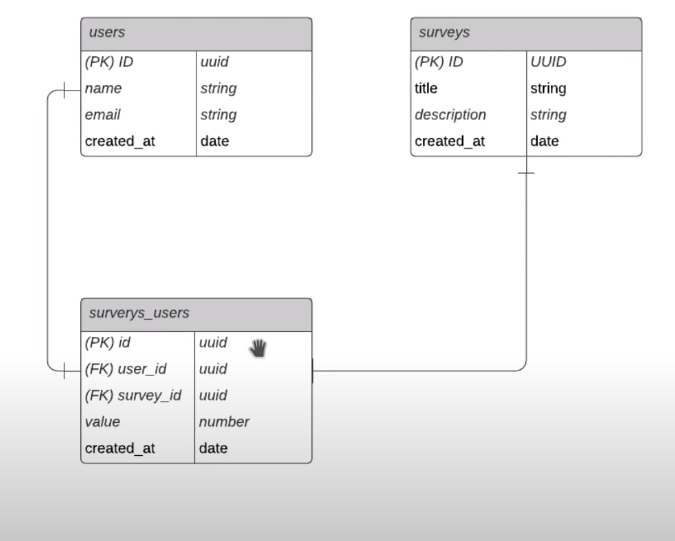 users
(PK) ID uuid
name string
email string
created_at date
surveys
(PK) ID UUID
title string
description string
created_at date
surverys_users
(PK) id uuid
(FK) user_id uuid
(FK) survey_id uuid
value number
created_at date